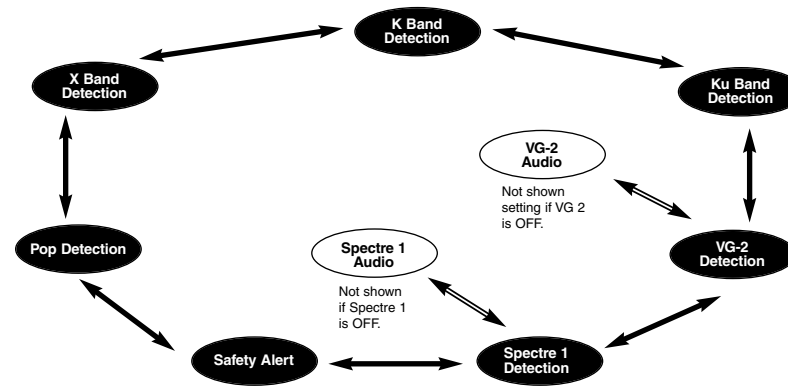 K Band
Detection
X Band
Detection
Ku Band
Detection
VG-2
Audio
Not shown
setting if VG 2
is OFF.
Pop Detection
Spectre 1
Audio
Not shown
if Spectre 1
is OFF.
VG-2
Detection
Safety Alert
Spectre 1
Detection